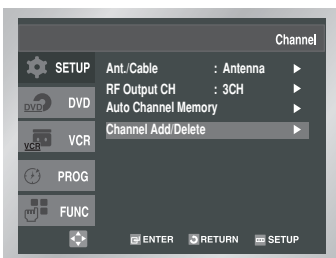 Channel
SETUP
Ant./Cable : Antenna
RF Output CH : 3CH
DVD DVD
Auto Channel Memory
Channel Add/Delete
VCR VCR
PROG
FUNC
ENTER RETURN SETUP